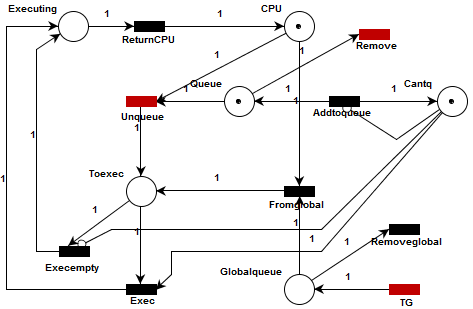 Executing
1
ReturnCPU
1
CPU
Remove
Queue
1
Cantq
1
Unqueue
1
1
Addtoqueue
1
1
1
Toexec
1
1
1
Fromglobal
1
1
1
1
1
Removeglobal
Execempty
Globalqueue
1
Exec
TG